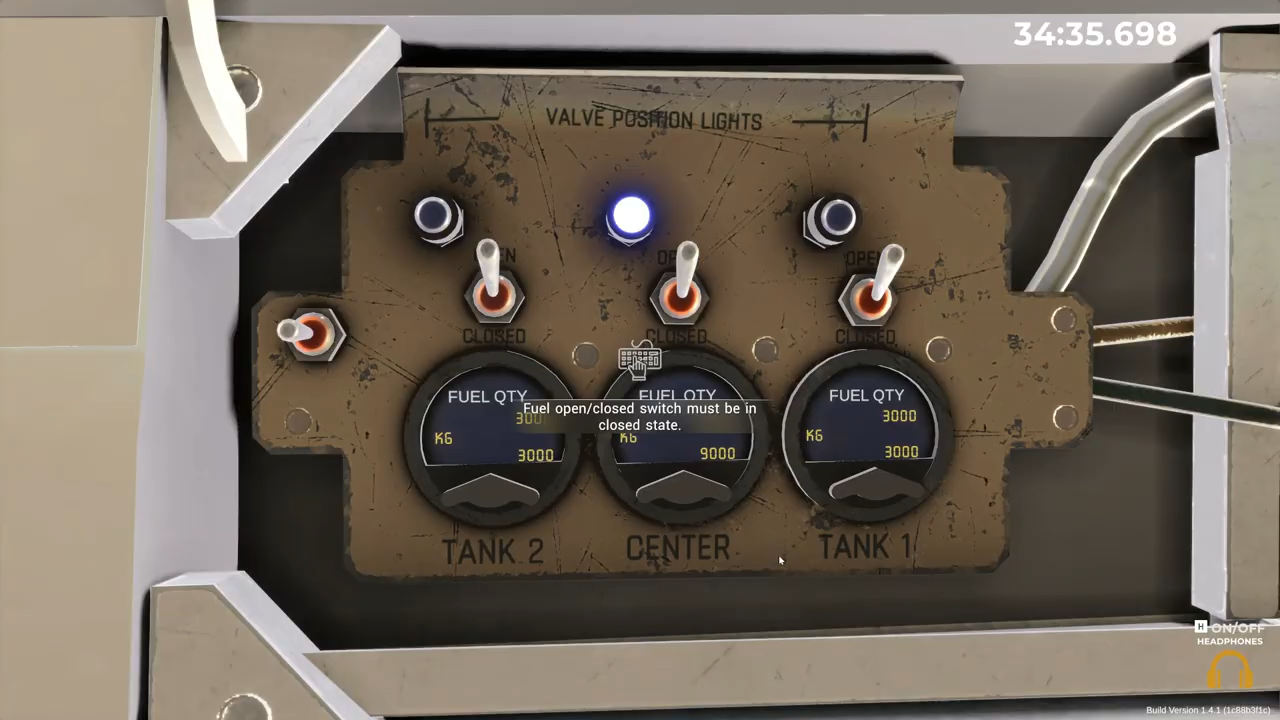 34:35.698
VALVE POSITION LIGHTS
OPEN
CLOSED
CLOSED
CLOSED
FUEL QTY
KG
3000
FUEL QTY
KG
9000
FUEL QTY
3000
KG
3000
Fuel open/closed switch must be in
closed state.
TANK 2
CENTER
TANK 1
H ON/OFF
HEADPHONES
Build Version 1.4.1 (1c88b3f1c)